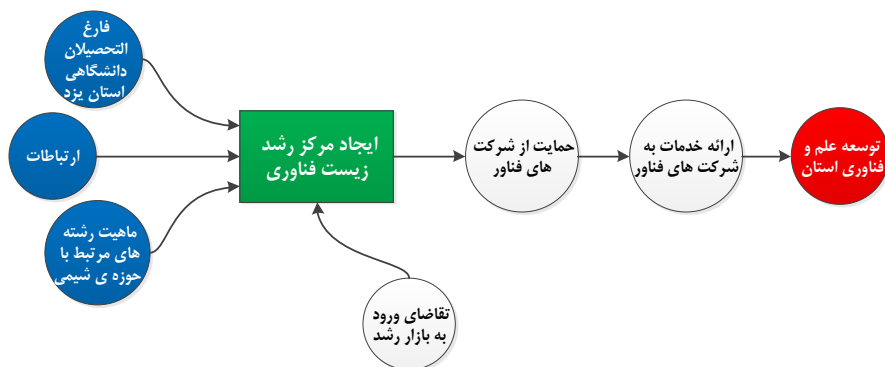 فارغ
التحصیلان
دانشگاهی
استان یزد
ارتباطات
ماهیت رشته
های مرتبط با
حوزه ی شیمی
ایجاد مرکز رشد
زیست فناوری
تقاضای ورود
به بازار رشد
حمایت از شرکت
های فناور
ارائه خدمات به
شرکت های فناور
توسعه علم و
فناوری استان